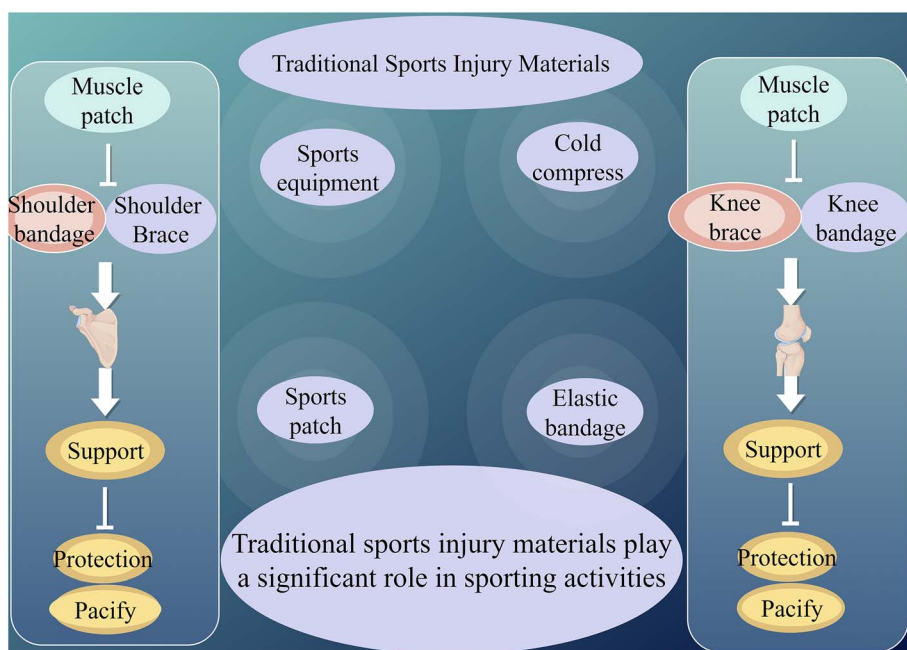 Traditional Sports Injury Materials
Muscle
patch
Shoulder
bandage
Shoulder
Brace
Support
Protection
Pacify
Sports
equipment
Cold
compress
Sports
patch
Elastic
bandage
Traditional sports injury materials play
a significant role in sporting activities
Muscle
patch
Knee
brace
Knee
bandage
Support
Protection
Pacify